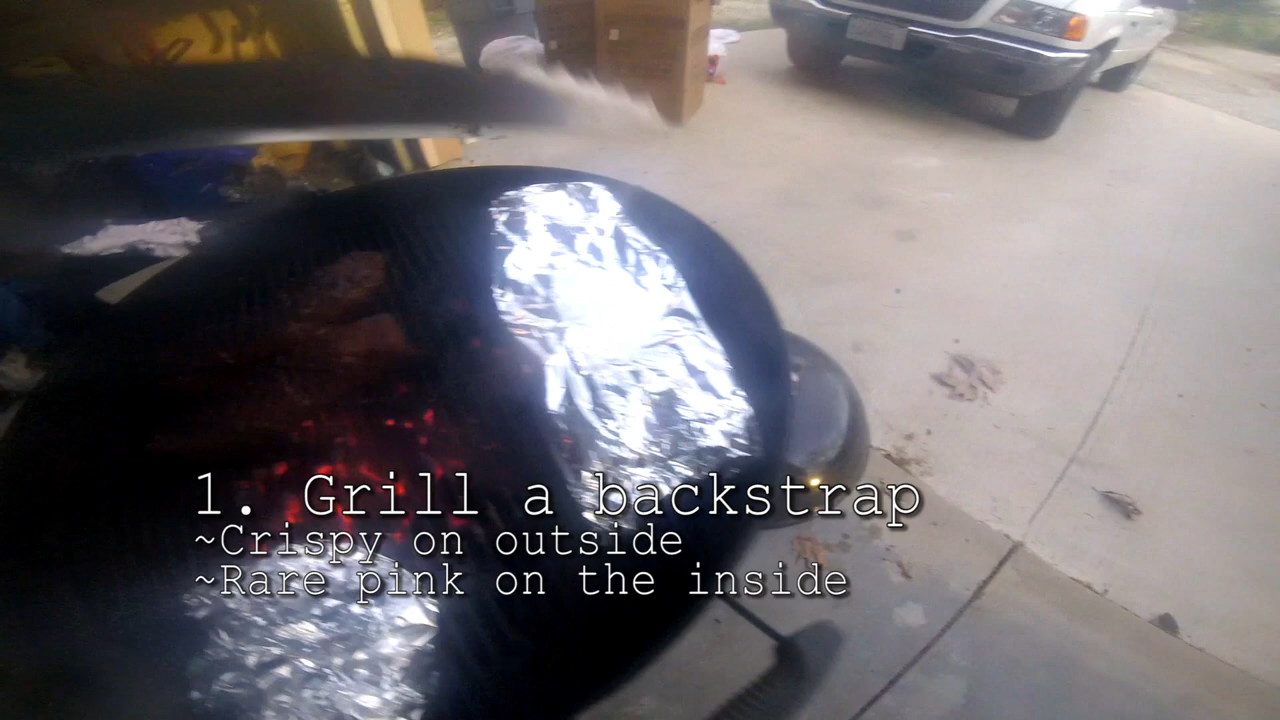 1. Grill a backstrap
~Crispy on outside
~Rare pink on the inside